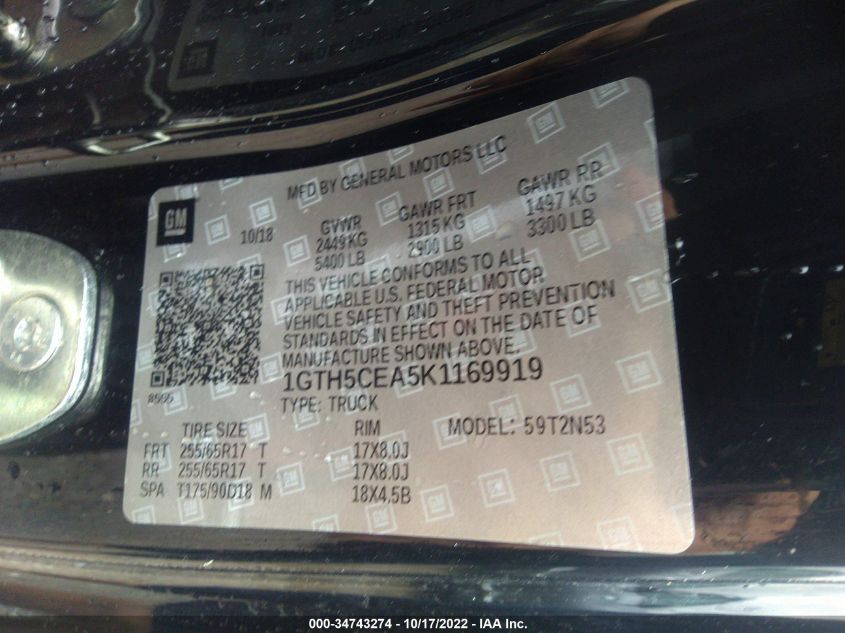 MFD BY GENERAL MOTORS LLC
GM
10/18
GVWR GAWR FRT GAWR RR
2449KG 1315 KG 1497 KG
5400 LB 2900 LB 3300 LB
THIS VEHICLE CONFORMS TO ALL
APPLICABLE U.S. FEDERAL MOTOR
VEHICLE SAFETY AND THEFT PREVENTION
STANDARDS IN EFFECT ON THE DATE OF
MANUFACTURE SHOWN ABOVE.
1GTH5CEA5K1169919
TYPE: TRUCK
MODEL: 59T2N53
TIRE SIZE RIM
FRT 255/65R17 T 17X8.0J
RR 255/65R17 T 17X8.0J
SPA T175/90D18 M 18X4.5B
000-34743274 - 10/17/2022 - IAA Inc.